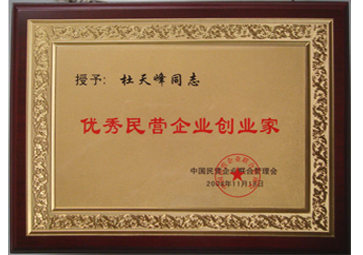 授予：杜天峰同志
优秀民营企业创业家
中国民营企业联合管理会